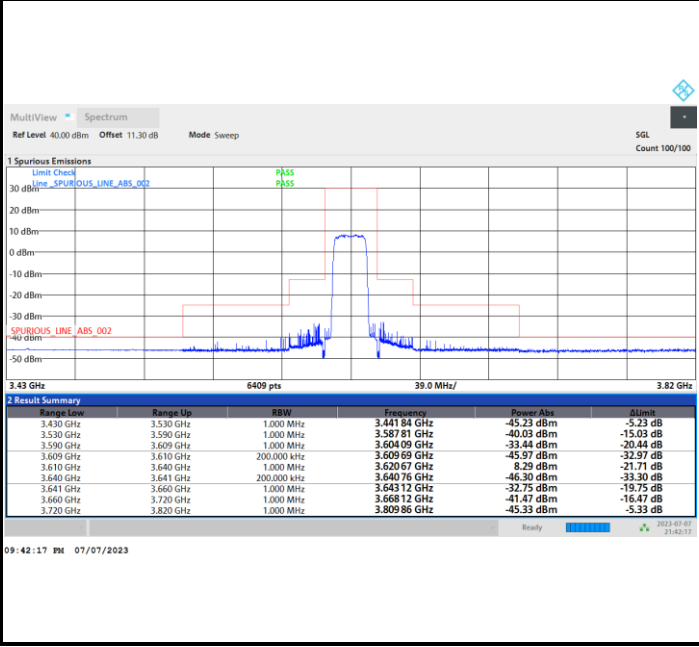 MultiView Spectrum
Ref Level 40.00 dBm Offset 11.30 dB Mode Sweep SGL
Count 100/100
1 Spurious Emissions
Limit Check PASS
Line _SPURIOUS_LINE_ABS_002 PASS
30 dBm
20 dBm
10 dBm
0 dBm
-10 dBm
-20 dBm
-30 dBm
SPURIOUS_LINE_ABS_002
-40 dBm
-50 dBm
3.43 GHz 6409 pts 39.0 MHz/ 3.82 GHz
2 Result Summary
Range Low Range Up RBW Frequency Power Abs ΔLimit
3.430 GHz 3.530 GHz 1.000 MHz 3.441 84 GHz -45.23 dBm -5.23 dB
3.530 GHz 3.590 GHz 1.000 MHz 3.587 81 GHz -40.03 dBm -15.03 dB
3.590 GHz 3.609 GHz 1.000 MHz 3.604 09 GHz -33.44 dBm -20.44 dB
3.609 GHz 3.610 GHz 200.000 kHz 3.609 69 GHz -45.97 dBm -32.97 dB
3.610 GHz 3.640 GHz 1.000 MHz 3.620 67 GHz 8.29 dBm -21.71 dB
3.640 GHz 3.641 GHz 200.000 kHz 3.640 76 GHz -46.30 dBm -33.30 dB
3.641 GHz 3.660 GHz 1.000 MHz 3.643 12 GHz -32.75 dBm -19.75 dB
3.660 GHz 3.720 GHz 1.000 MHz 3.668 12 GHz -41.47 dBm -16.47 dB
3.720 GHz 3.820 GHz 1.000 MHz 3.809 86 GHz -45.33 dBm -5.33 dB
Ready 2023-07-07
21:42:17
09:42:17 PM 07/07/2023